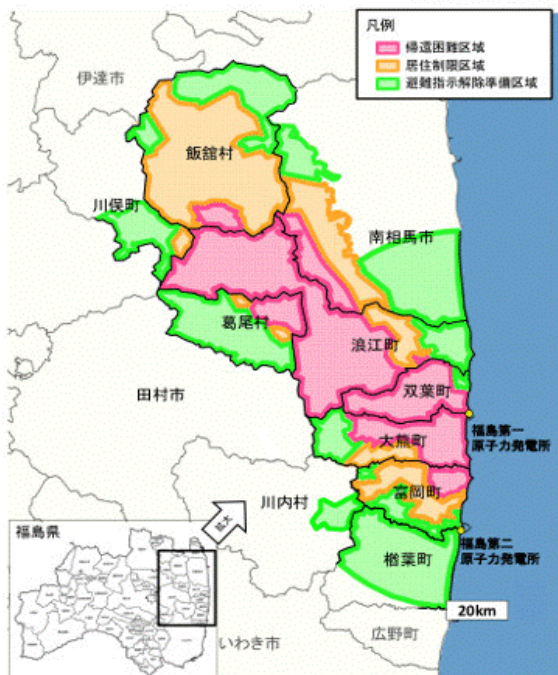 凡例
帰還困難区域
居住制限区域
避難指示解除準備区域
伊達市
飯舘村
川俣町
南相馬市
葛尾村
浪江町
田村市
双葉町
福島第一
原子力発電所
大熊町
富岡町
川内村
拡大
福島県
福島第二
原子力発電所
楢葉町
20km
いわき市
広野町